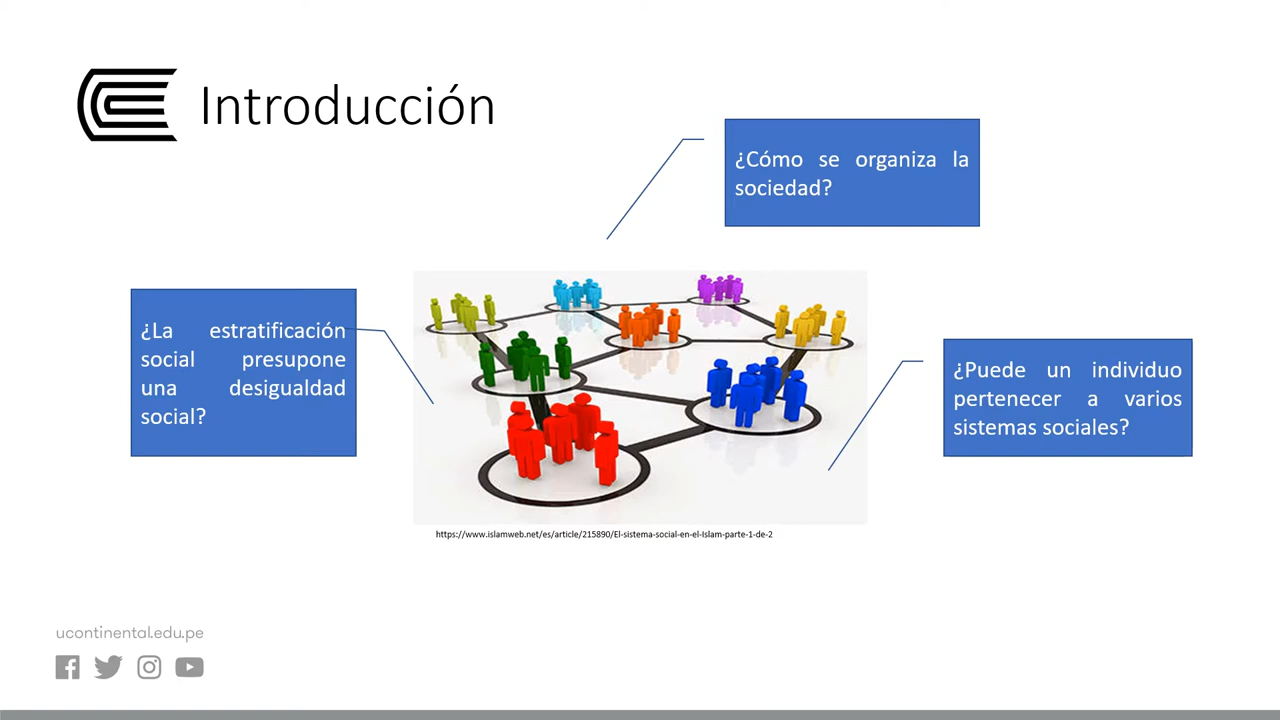 Introducción
¿Cómo se organiza la
sociedad?
¿La estratificación
social presupone
una desigualdad
social?
¿Puede un individuo
pertenecer a varios
sistemas sociales?
https://www.islamweb.net/es/article/215890/El-sistema-social-en-el-Islam-parte-1-de-2
ucontinental.edu.pe